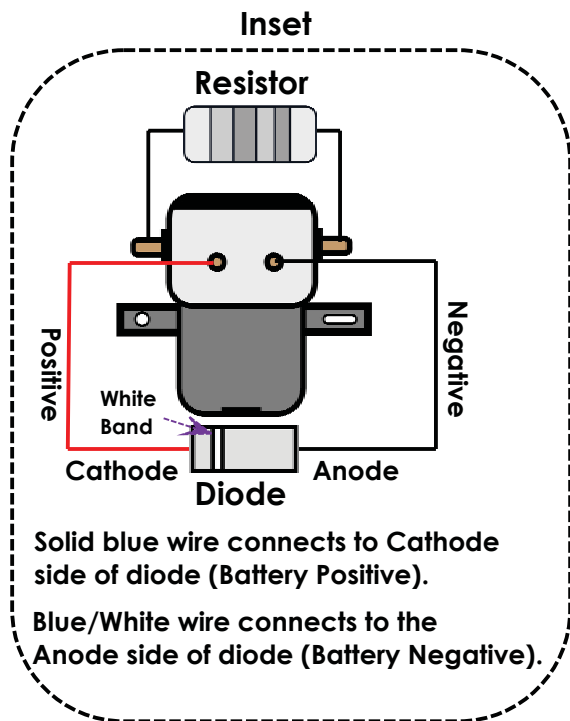 Inset
Resistor
Positive
Negative
White
Band
Cathode
Anode
Diode
Solid blue wire connects to Cathode
side of diode (Battery Positive).
Blue/White wire connects to the
Anode side of diode (Battery Negative).